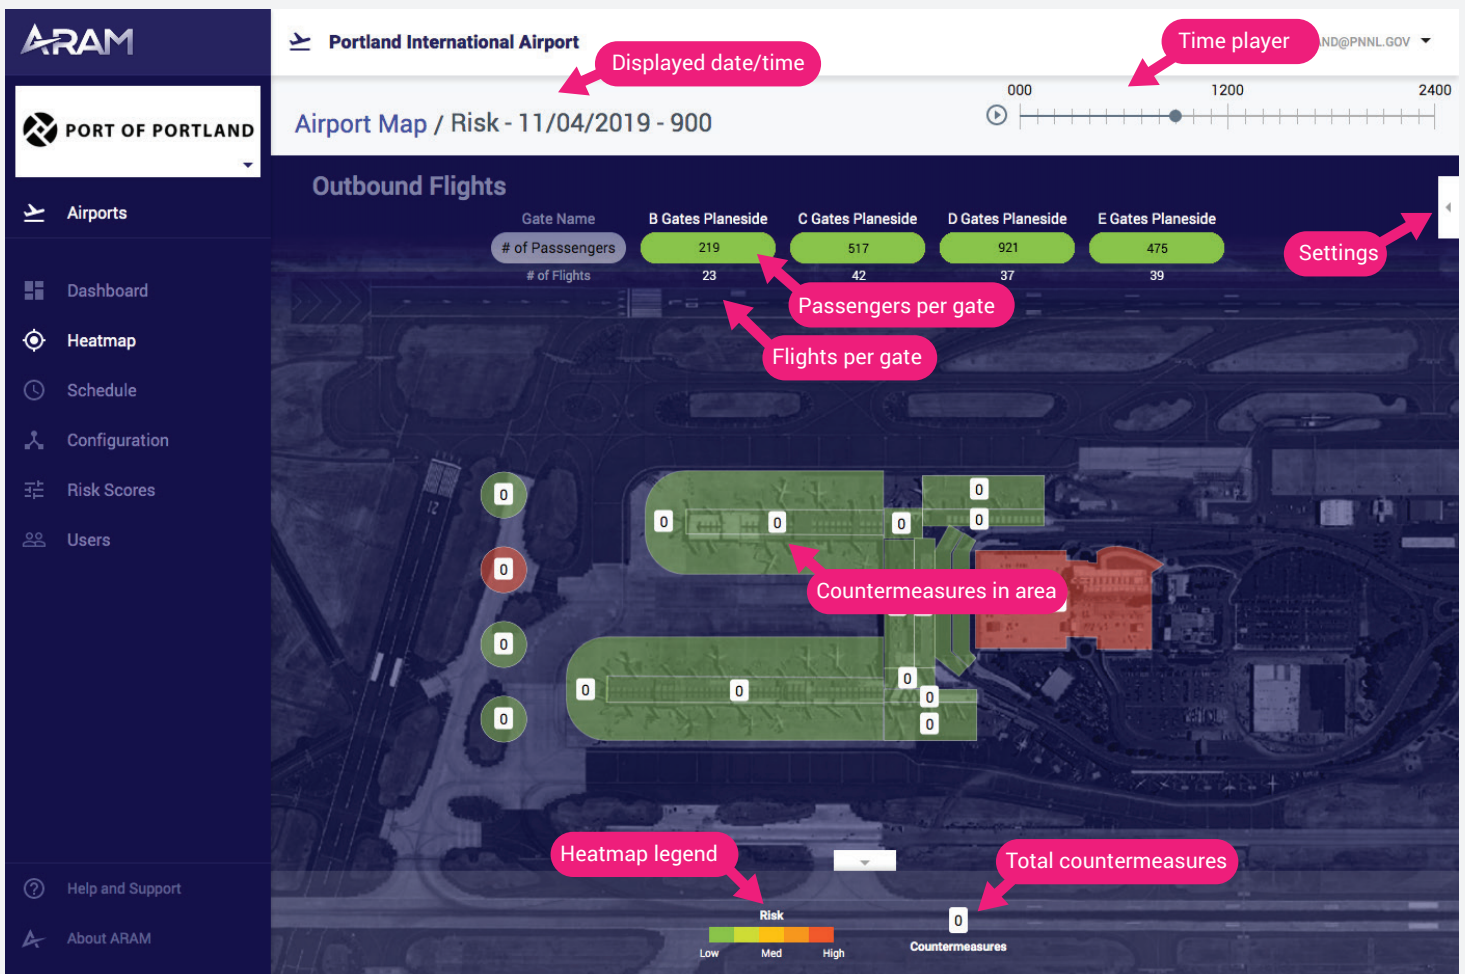 ARAM
Portland International Airport
Time player
ND@PNNL.GOV
Displayed date/time
PORT OF PORTLAND
Airport Map / Risk - 11/04/2019 - 900
000
1200
2400
Airports
Dashboard
Heatmap
Schedule
Configuration
Risk Scores
Users
Help and Support
About ARAM
Outbound Flights
Gate Name
B Gates Planeside
C Gates Planeside
D Gates Planeside
E Gates Planeside
# of Passsengers
219
517
921
475
# of Flights
23
42
37
39
Settings
Passengers per gate
Flights per gate
12
0
0
0
0
0
0
0
0
0
Countermeasures in area
0
0
0
0
0
0
0
Heatmap legend
Total countermeasures
Risk
Low
Med
High
0
Countermeasures